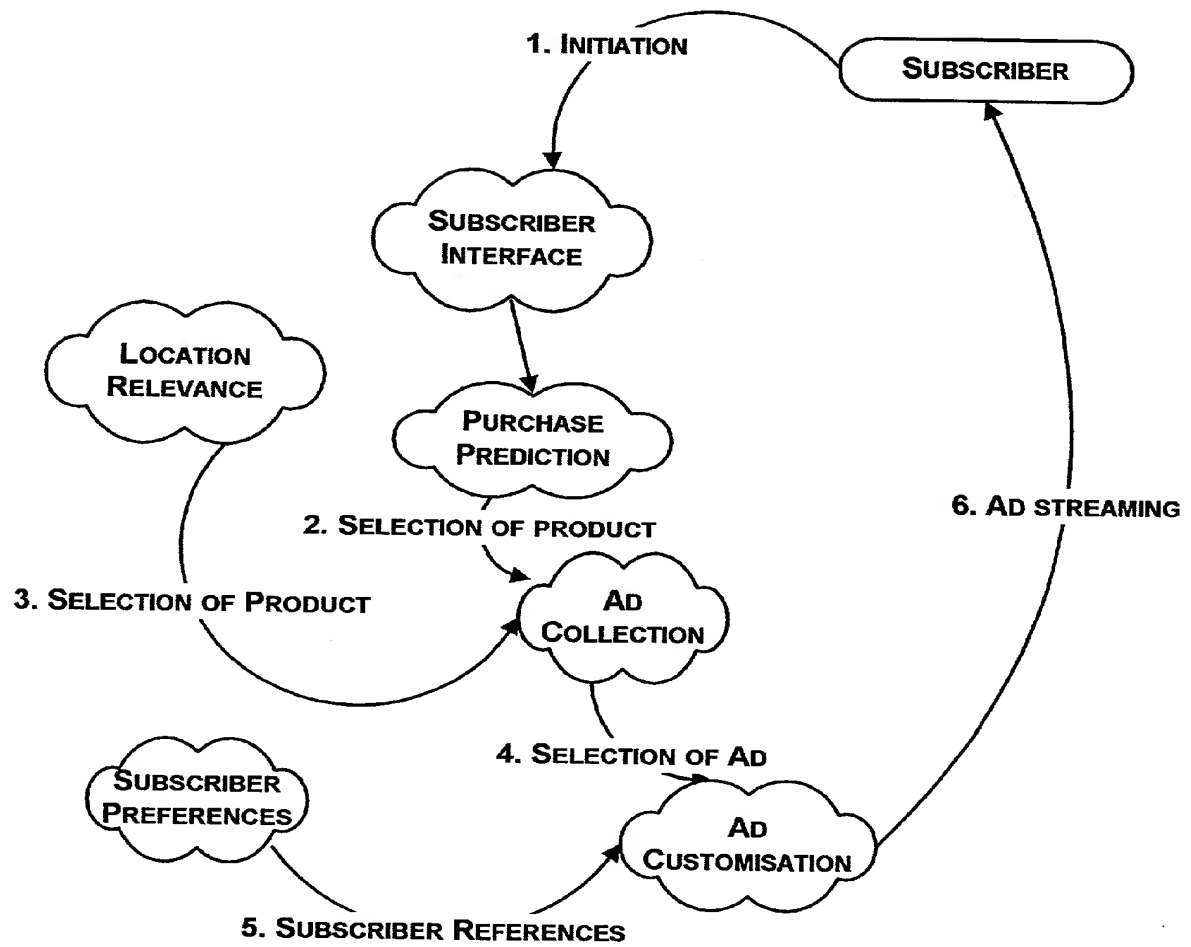 1. INITIATION
SUBSCRIBER
SUBSCRIBER
INTERFACE
LOCATION
RELEVANCE
PURCHASE
PREDICTION
2. SELECTION OF PRODUCT
6. AD STREAMING
3. SELECTION OF PRODUCT
AD
COLLECTION
4. SELECTION OF AD
SUBSCRIBER
PREFERENCES
AD
CUSTOMISATION
5. SUBSCRIBER REFERENCES